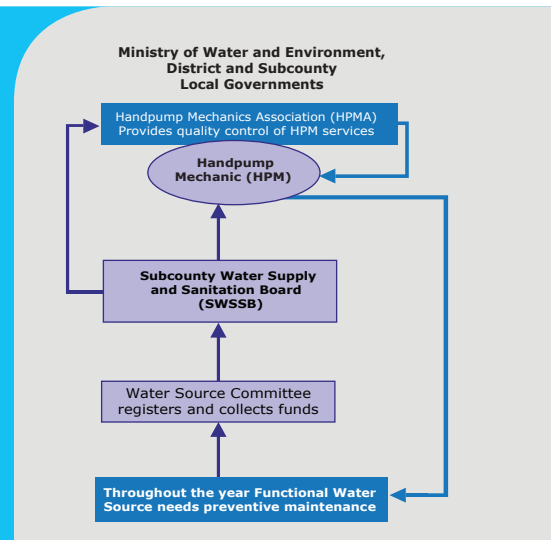 Ministry of Water and Environment,
District and Subcounty
Local Governments
Handpump Mechanics Association (HPMA)
Provides quality control of HPM services
Handpump
Mechanic (HPM)
Subcounty Water Supply
and Sanitation Board
(SWSSB)
Water Source Committee
registers and collects funds
Throughout the year Functional Water
Source needs preventive maintenance